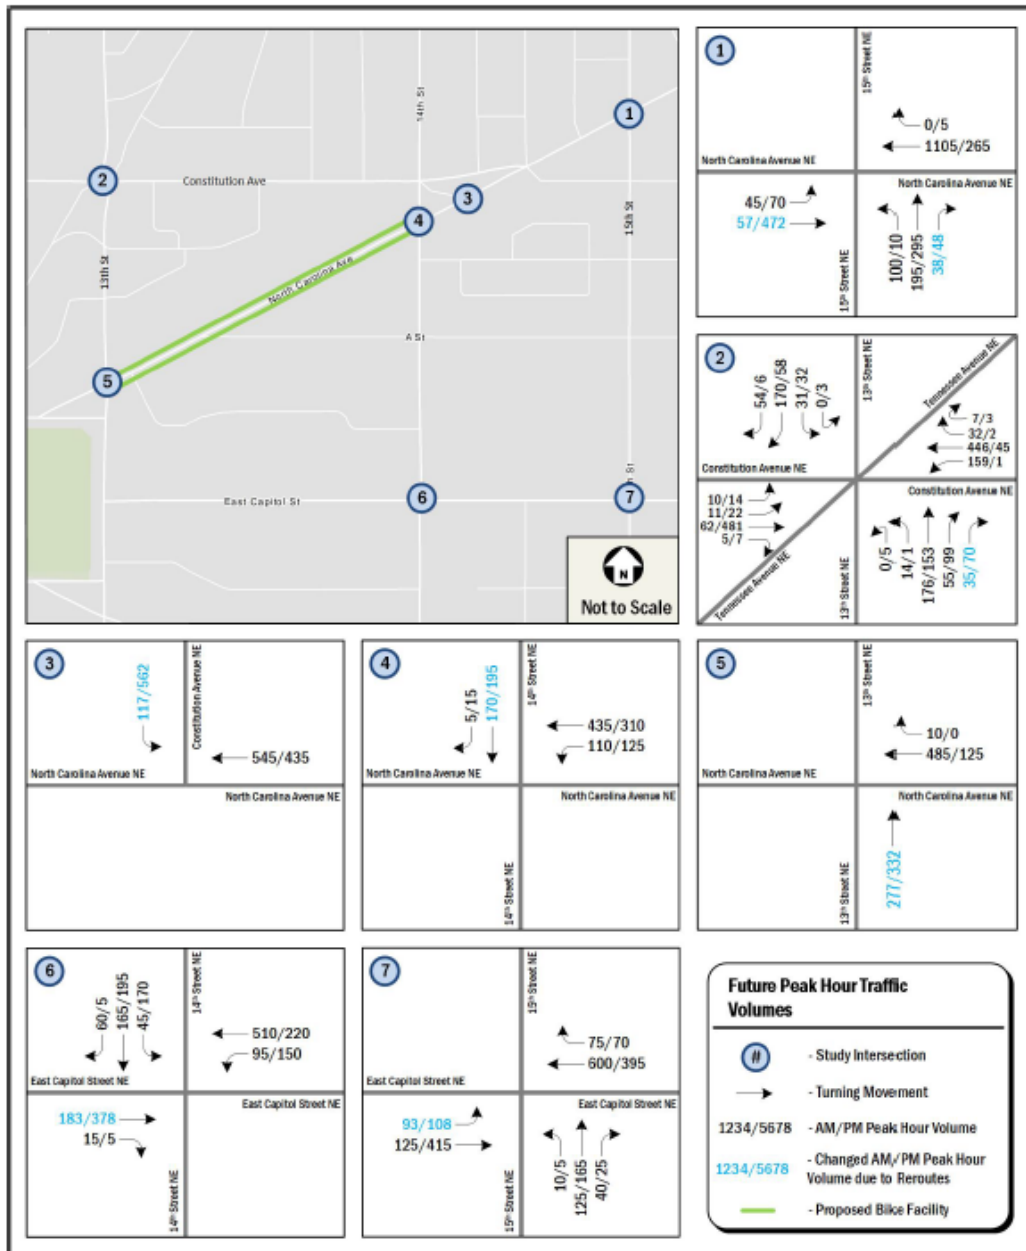 14th St
1
2
Constitution Ave
3
4
15th St
13th St
North Carolina Ave
A St
5
East Capitol St
6
7
N
Not to Scale
1
15th Street NE
0/5
1105/265
North Carolina Avenue NE
North Carolina Avenue NE
45/70
57/472
100/10
195/295
38/48
15th Street NE
2
54/6
170/58
31/32
0/3
13th Street NE
Tennessee Avenue NE
7/3
32/2
446/45
159/1
Constitution Avenue NE
Constitution Avenue NE
10/14
11/22
62/481
5/7
0/5
14/1
176/153
55/99
35/70
Tennessee Avenue NE
13th Street NE
3
117/562
Constitution Avenue NE
545/435
North Carolina Avenue NE
North Carolina Avenue NE
4
5/15
170/195
14th Street NE
435/310
110/125
North Carolina Avenue NE
North Carolina Avenue NE
14th Street NE
5
13th Street NE
10/0
485/125
North Carolina Avenue NE
North Carolina Avenue NE
277/332
13th Street NE
6
60/5
165/195
45/170
14th Street NE
510/220
95/150
East Capitol Street NE
East Capitol Street NE
183/378
15/5
14th Street NE
7
15th Street NE
75/70
600/395
East Capitol Street NE
East Capitol Street NE
93/108
125/415
10/5
125/165
40/25
15th Street NE
Future Peak Hour Traffic
Volumes
# - Study Intersection
- Turning Movement
1234/5678 - AM/PM Peak Hour Volume
1234/5678 - Changed AM/PM Peak Hour
Volume due to Reroutes
- Proposed Bike Facility